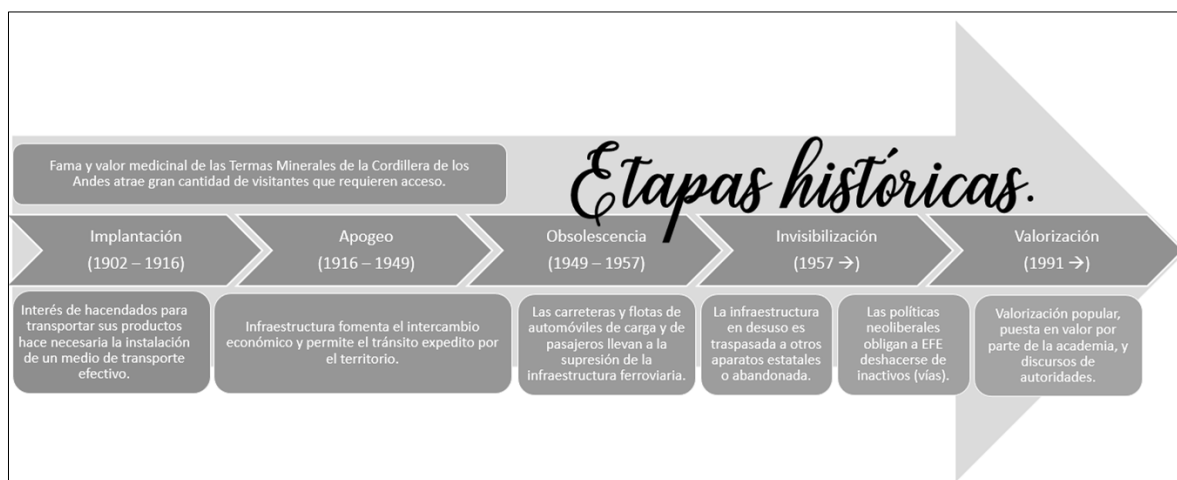 Fama y valor medicinal de las Termas Minerales de la Cordillera de los
Andes atrae gran cantidad de visitantes que requieren acceso.
Etapas históricas.
Implantación
(1902 – 1916)
Apogeo
(1916 – 1949)
Obsolescencia
(1949 – 1957)
Invisibilización
(1957 →)
Valorización
(1991 →)
Interés de hacendados para
transportar sus productos
hace necesaria la instalación
de un medio de transporte
efectivo.
Infraestructura fomenta el intercambio
económico y permite el tránsito expedito por
el territorio.
Las carreteras y flotas de
automóviles de carga y de
pasajeros llevan a la
supresión de la
infraestructura ferroviaria.
La infraestructura
en desuso es
traspasada a otros
aparatos estatales
o abandonada.
Las políticas
neoliberales
obligan a EFE
deshacerse de
inactivos (vías).
Valorización popular,
puesta en valor por
parte de la academia, y
discursos de
autoridades.